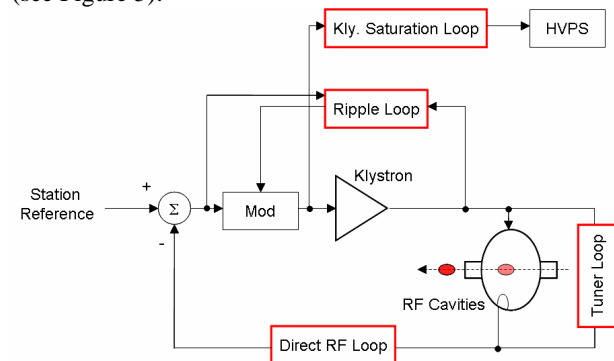 (see Figure 3).
Kly. Saturation Loop
HVPS
Ripple Loop
Klystron
Station
Reference
+
Σ
-
Mod
RF Cavities
Tuner Loop
Direct RF Loop